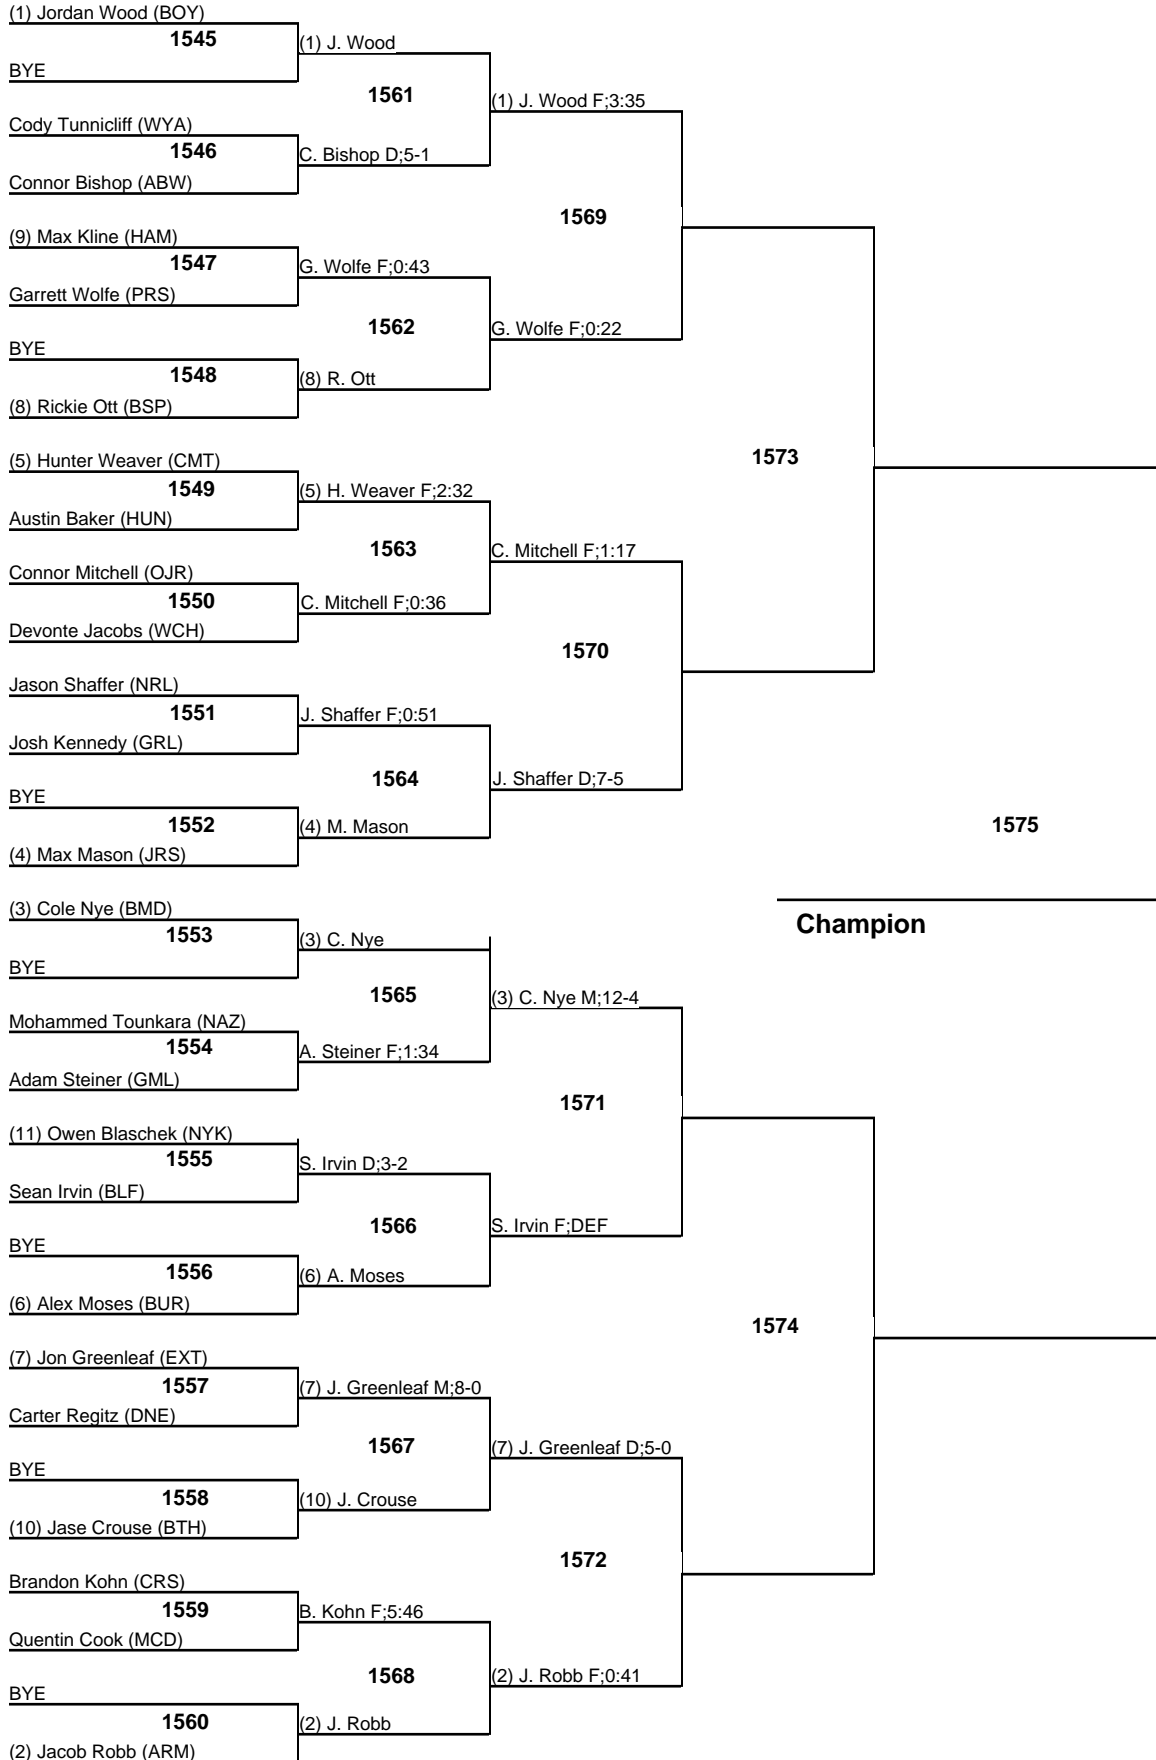 (1) Jordan Wood (BOY)
1545
(1) J. Wood
BYE
1561
(1) J. Wood F;3:35
Cody Tunnicliff (WYA)
1546
C. Bishop D;5-1
Connor Bishop (ABW)
1569
(9) Max Kline (HAM)
1547
G. Wolfe F;0:43
Garrett Wolfe (PRS)
1562
G. Wolfe F;0:22
BYE
1548
(8) R. Ott
(8) Rickie Ott (BSP)
1573
(5) Hunter Weaver (CMT)
1549
(5) H. Weaver F;2:32
Austin Baker (HUN)
1563
C. Mitchell F;1:17
Connor Mitchell (OJR)
1550
C. Mitchell F;0:36
Devonte Jacobs (WCH)
1570
Jason Shaffer (NRL)
1551
J. Shaffer F;0:51
Josh Kennedy (GRL)
1564
J. Shaffer D;7-5
BYE
1552
(4) M. Mason
(4) Max Mason (JRS)
1575
Champion
(3) Cole Nye (BMD)
1553
(3) C. Nye
BYE
1565
(3) C. Nye M;12-4
Mohammed Tounkara (NAZ)
1554
A. Steiner F;1:34
Adam Steiner (GML)
1571
(11) Owen Blaschek (NYK)
1555
S. Irvin D;3-2
Sean Irvin (BLF)
1566
S. Irvin F;DEF
BYE
1556
(6) A. Moses
(6) Alex Moses (BUR)
1574
(7) Jon Greenleaf (EXT)
1557
(7) J. Greenleaf M;8-0
Carter Regitz (DNE)
1567
(7) J. Greenleaf D;5-0
BYE
1558
(10) J. Crouse
(10) Jase Crouse (BTH)
1572
Brandon Kohn (CRS)
1559
B. Kohn F;5:46
Quentin Cook (MCD)
1568
(2) J. Robb F;0:41
BYE
1560
(2) J. Robb
(2) Jacob Robb (ARM)